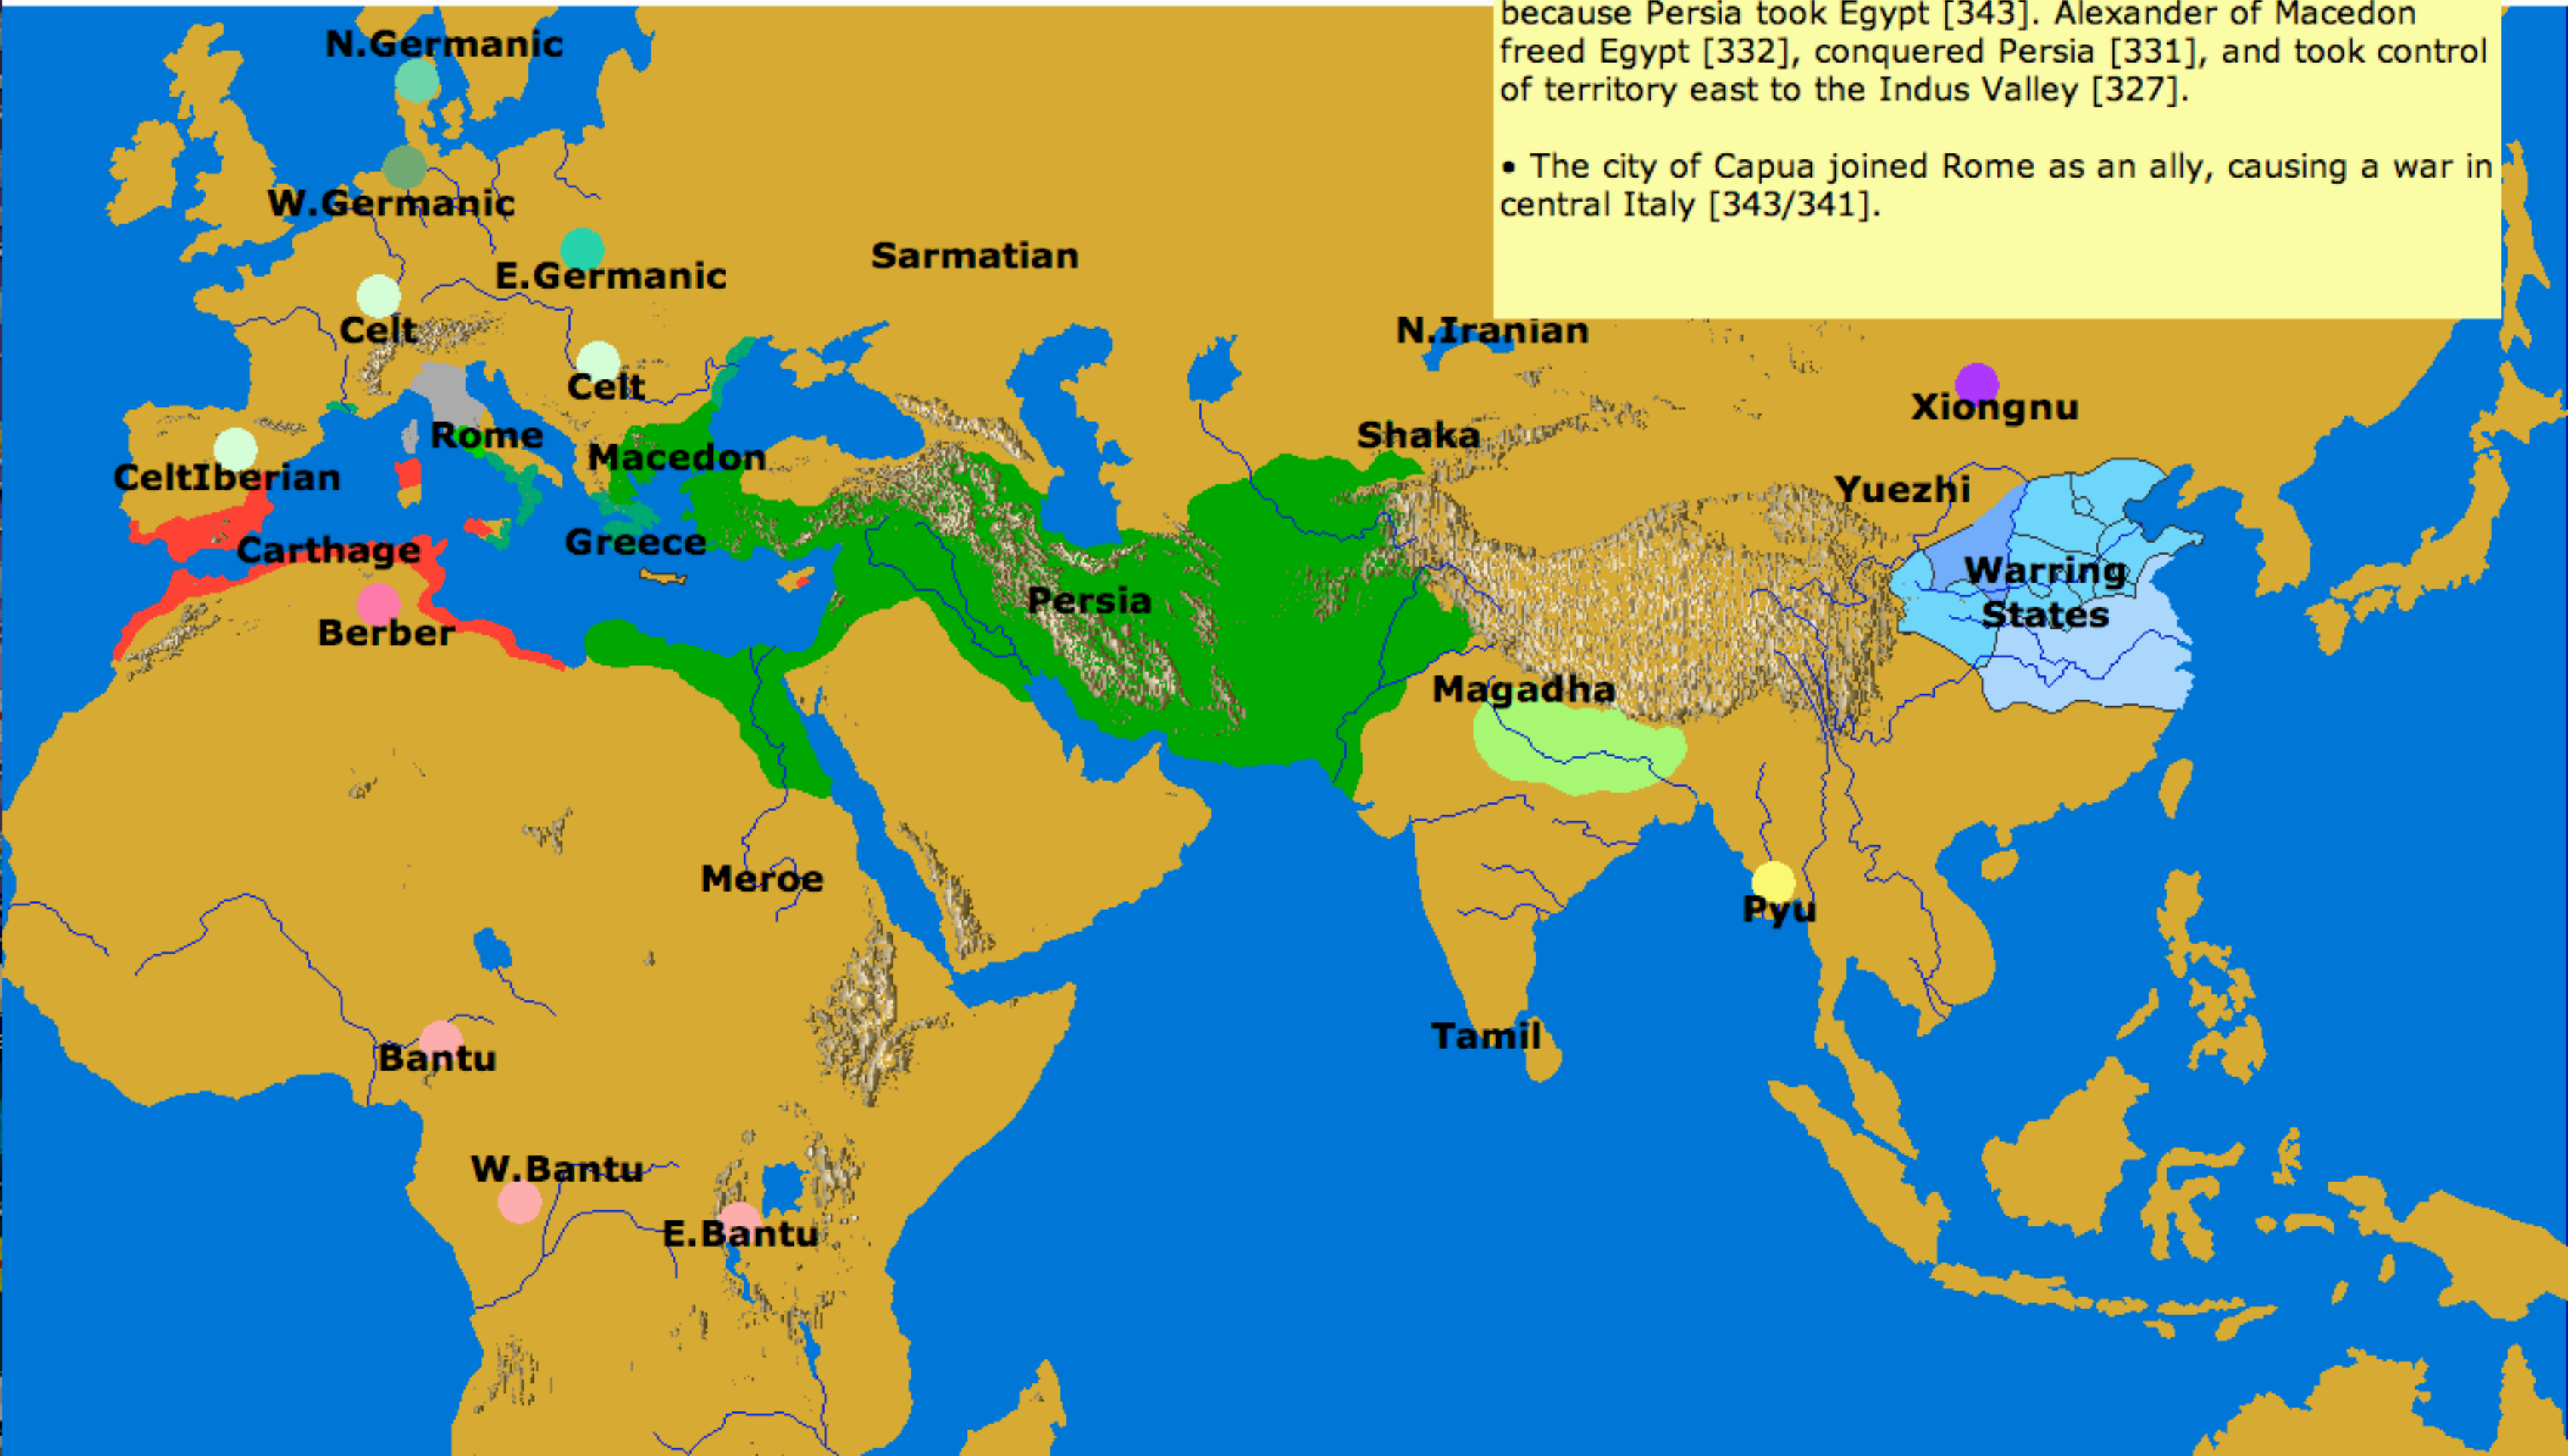 because Persia took Egypt [343]. Alexander of Macedon
freed Egypt [332], conquered Persia [331], and took control
of territory east to the Indus Valley [327].
• The city of Capua joined Rome as an ally, causing a war in
central Italy [343/341].
N.Germanic
W.Germanic
E.Germanic
Sarmatian
Celt
N.Iranian
Celt
Xiongnu
Rome
Shaka
Macedon
CeltIberian
Yuezhi
Greece
Carthage
Warring
States
Persia
Berber
Magadha
Meroe
Pyu
Tamil
Bantu
W.Bantu
E.Bantu